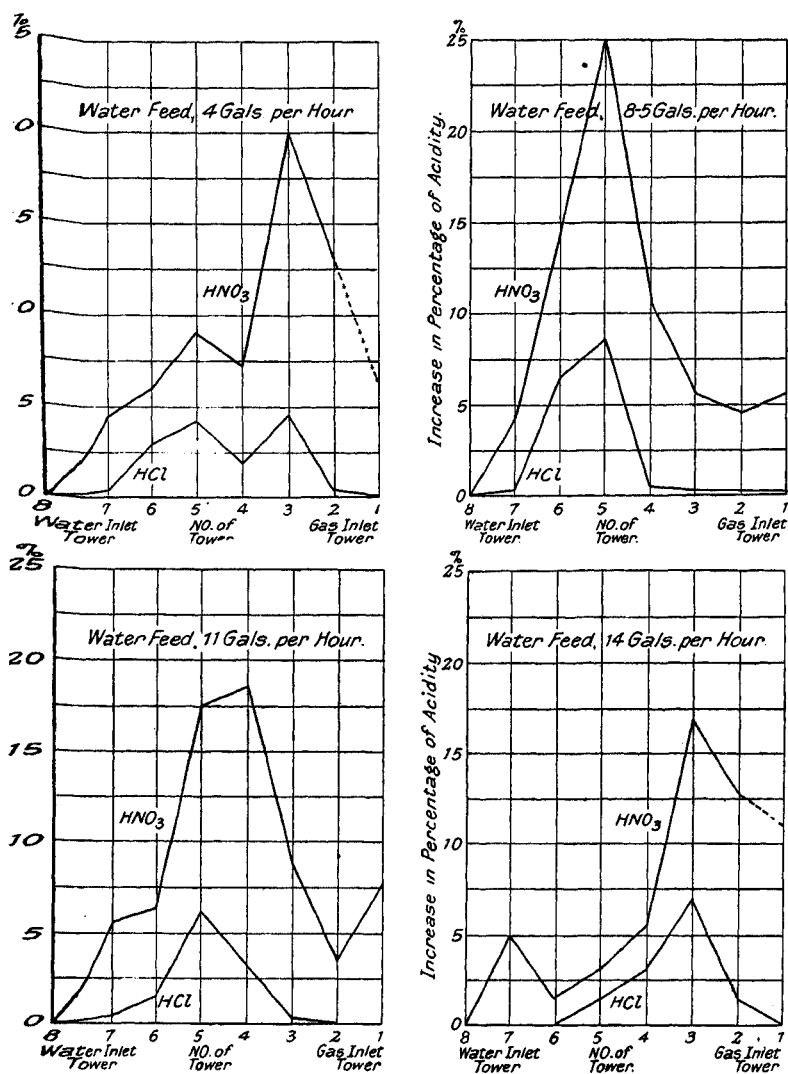 %
5
Water Feed, 4 Gals. per Hour
0
5
HNO3
0
5
HCl
0
8 7 6 5 4 3 2 1
Water Inlet Tower
NO. of Tower
Gas Inlet Tower
%
25
Water Feed, 8·5 Gals. per Hour.
20
Increase in Percentage of Acidity.
15
HNO3
10
5
HCl
0
8 7 6 5 4 3 2 1
Water Inlet Tower.
NO. of Tower.
Gas Inlet Tower.
%
25
Water Feed, 11 Gals. per Hour.
20
15
HNO3
10
5
HCl
0
8 7 6 5 4 3 2 1
Water Inlet Tower
NO. of Tower
Gas Inlet Tower
%
25
Water Feed, 14 Gals. per Hour.
20
Increase in Percentage of Acidity
15
HNO3
10
5
HCl
0
8 7 6 5 4 3 2 1
Water Inlet Tower
NO. of Tower.
Gas Inlet Tower.